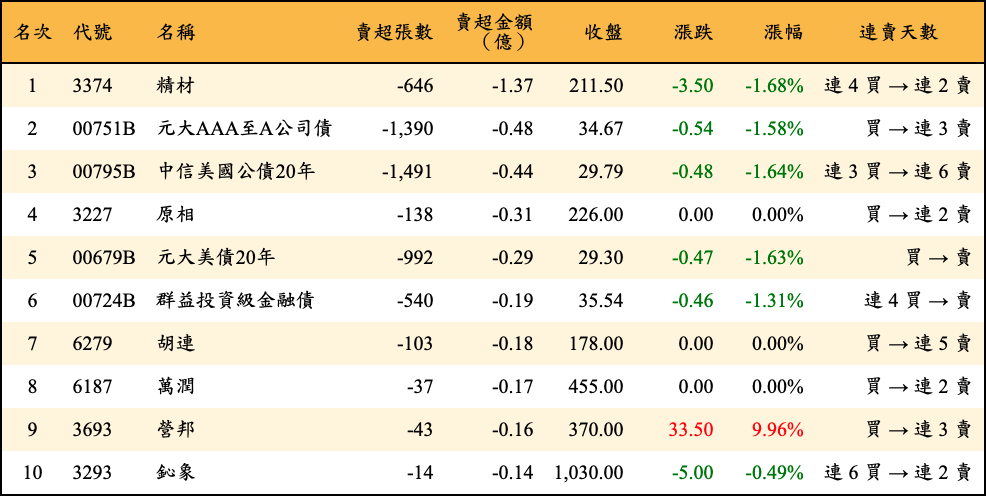 名次 代號 名稱 賣超張數 賣超金額（億） 收盤 漲跌 漲幅 連賣天數
1 3374 精材 -646 -1.37 211.50 -3.50 -1.68% 連 4 買 → 連 2 賣
2 00751B 元大AAA至A公司債 -1,390 -0.48 34.67 -0.54 -1.58% 買 → 連 3 賣
3 00795B 中信美國公債20年 -1,491 -0.44 29.79 -0.48 -1.64% 連 3 買 → 連 6 賣
4 3227 原相 -138 -0.31 226.00 0.00 0.00% 買 → 連 2 賣
5 00679B 元大美債20年 -992 -0.29 29.30 -0.47 -1.63% 買 → 賣
6 00724B 群益投資級金融債 -540 -0.19 35.54 -0.46 -1.31% 連 4 買 → 賣
7 6279 胡連 -103 -0.18 178.00 0.00 0.00% 買 → 連 5 賣
8 6187 萬潤 -37 -0.17 455.00 0.00 0.00% 買 → 連 2 賣
9 3693 營邦 -43 -0.16 370.00 33.50 9.96% 買 → 連 3 賣
10 3293 鈊象 -14 -0.14 1,030.00 -5.00 -0.49% 連 6 買 → 連 2 賣